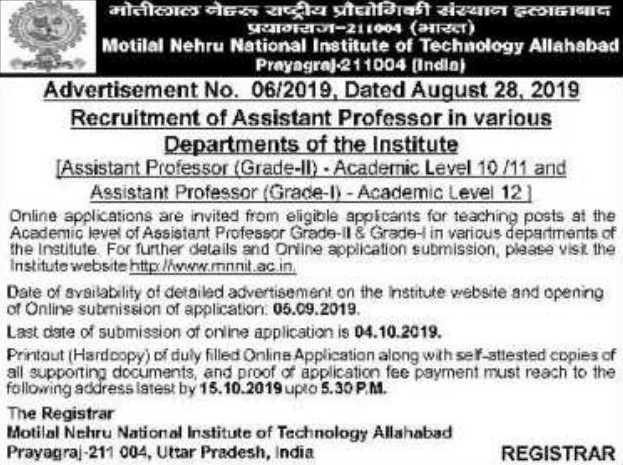 मोतीलाल नेहरू राष्ट्रीय प्रौद्योगिकी संस्थान इलाहाबाद
प्रयागराज-211004 (भारत)
Motilal Nehru National Institute of Technology Allahabad
Prayagraj-211004 (India)
Advertisement No. 06/2019, Dated August 28, 2019
Recruitment of Assistant Professor in various
Departments of the Institute
[Assistant Professor (Grade-II) - Academic Level 10 /11 and
Assistant Professor (Grade-I) - Academic Level 12 ]
Online applications are invited from eligible applicants for teaching posts at the
Academic level of Assistant Professor Grade-II & Grade-I in various departments of
the Institute. For further details and Online application submission, please visit the
Institute website http://www.mnnit.ac.in.
Date of availability of detailed advertisement on the Institute website and opening
of Online submission of application: 05.09.2019.
Last date of submission of online application is 04.10.2019.
Printout (Hardcopy) of duly filled Online Application along with self-attested copies of
all supporting documents, and proof of application fee payment must reach to the
following address latest by 15.10.2019 upto 5.30 P.M.
The Registrar
Motilal Nehru National Institute of Technology Allahabad
Prayagraj-211 004, Uttar Pradesh, India
REGISTRAR